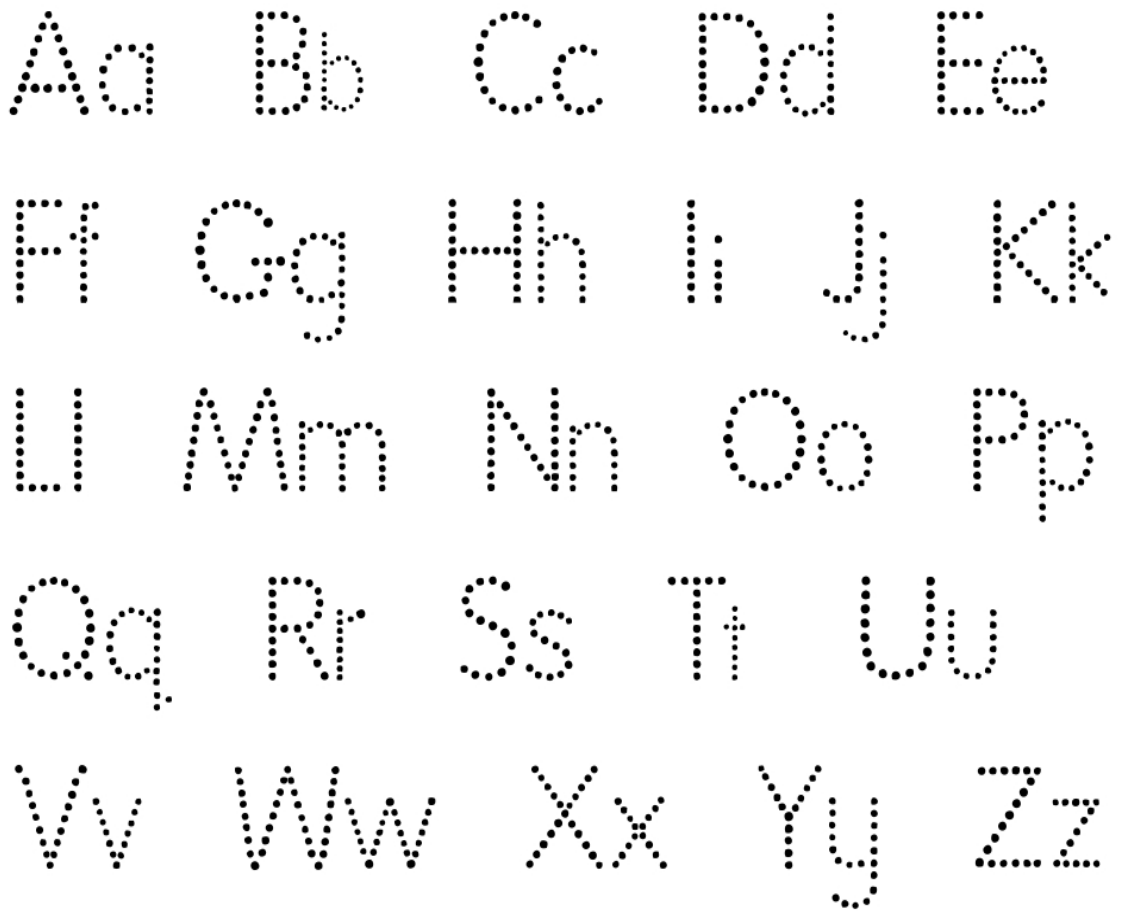 Aa Bb Cc Dd Ee
Ff Gg Hh Ii Jj Kk
Ll Mm Nn Oo Pp
Qq Rr Ss Tt Uu
Vv Ww Xx Yy Zz